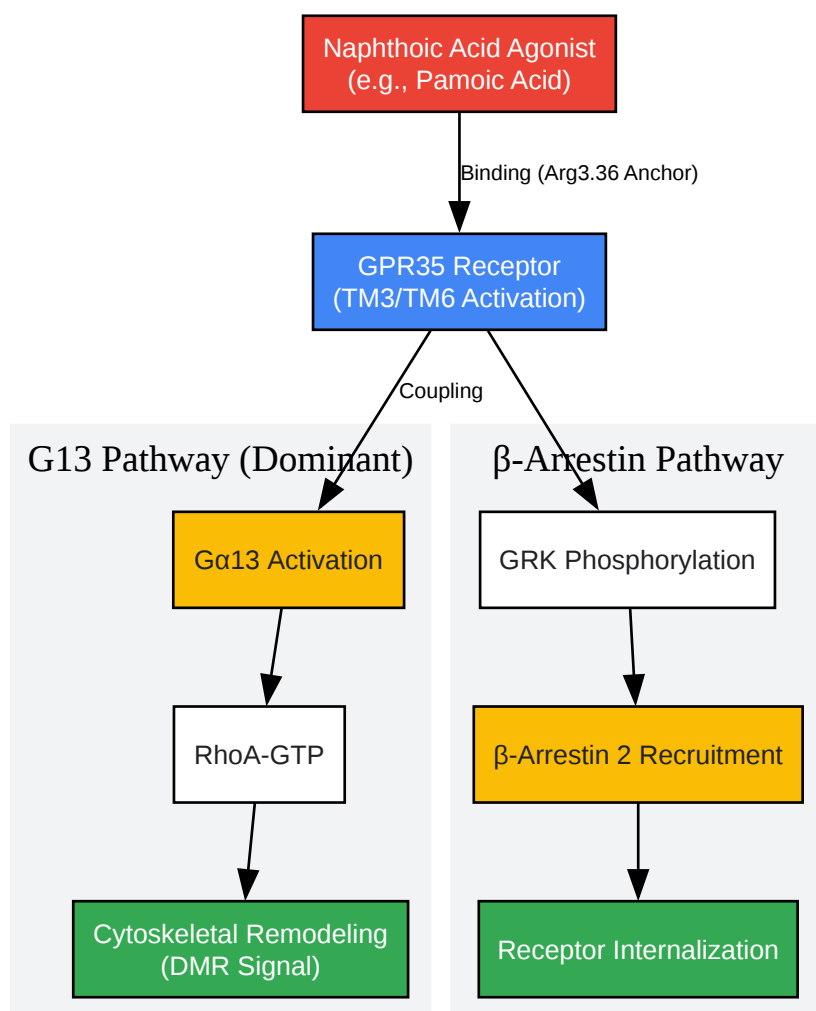 Naphthoic Acid Agonist
(e.g., Pamoic Acid)
Binding (Arg3.36 Anchor)
GPR35 Receptor
(TM3/TM6 Activation)
Coupling
G13 Pathway (Dominant)
Gα13 Activation
RhoA-GTP
Cytoskeletal Remodeling
(DMR Signal)
β-Arrestin Pathway
GRK Phosphorylation
β-Arrestin 2 Recruitment
Receptor Internalization